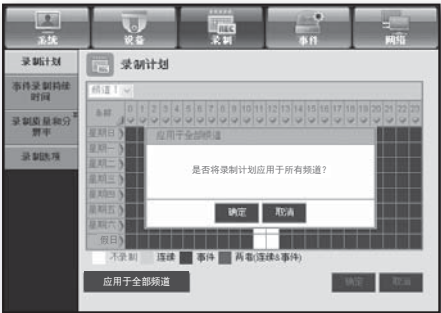 系统 设备 录制 事件 网络
录制计划
事件录制持续时间
录制质量和分辨率
录制选项
录制计划
频道 1
全部 0 1 2 3 4 5 6 7 8 9 10 11 12 13 14 15 16 17 18 19 20 21 22 23
星期日
星期一
星期二
星期三
星期四
星期五
星期六
假日
应用于全部频道
是否将录制计划应用于所有频道?
确定 取消
不录制 连续 事件 两者(连续&事件)
应用于全部频道
确定 取消